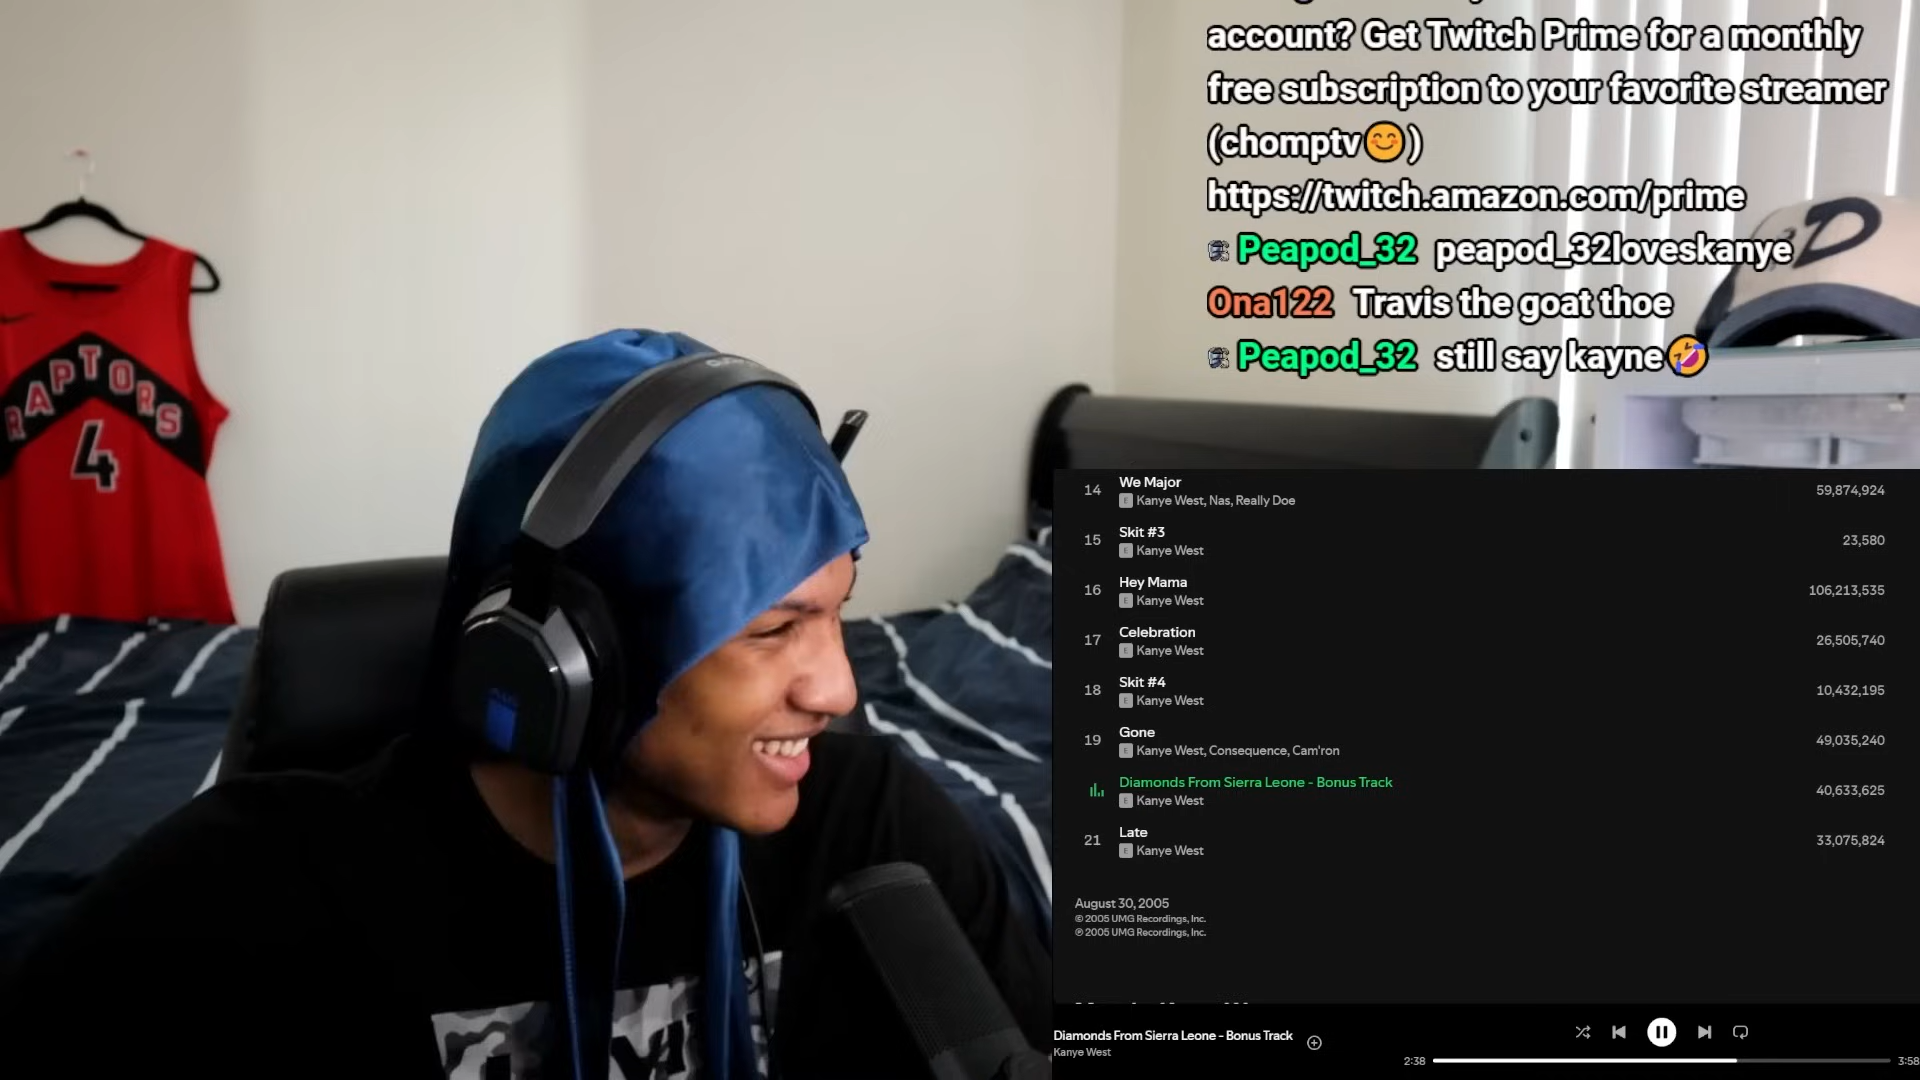 account? Get Twitch Prime for a monthly
free subscription to your favorite streamer
(chomptv😊)
https://twitch.amazon.com/prime
Peapod_32 peapod_32loveskanye
Ona122 Travis the goat thoe
Peapod_32 still say kayne🤣
D
RAPTORS
4
14 We Major 59,874,924
E Kanye West, Nas, Really Doe
15 Skit #3 23,580
E Kanye West
16 Hey Mama 106,213,535
E Kanye West
17 Celebration 26,505,740
E Kanye West
18 Skit #4 10,432,195
E Kanye West
19 Gone 49,035,240
E Kanye West, Consequence, Cam'ron
Diamonds From Sierra Leone - Bonus Track 40,633,625
E Kanye West
21 Late 33,075,824
E Kanye West
August 30, 2005
© 2005 UMG Recordings, Inc.
℗ 2005 UMG Recordings, Inc.
Diamonds From Sierra Leone - Bonus Track
Kanye West
2:38 3:58